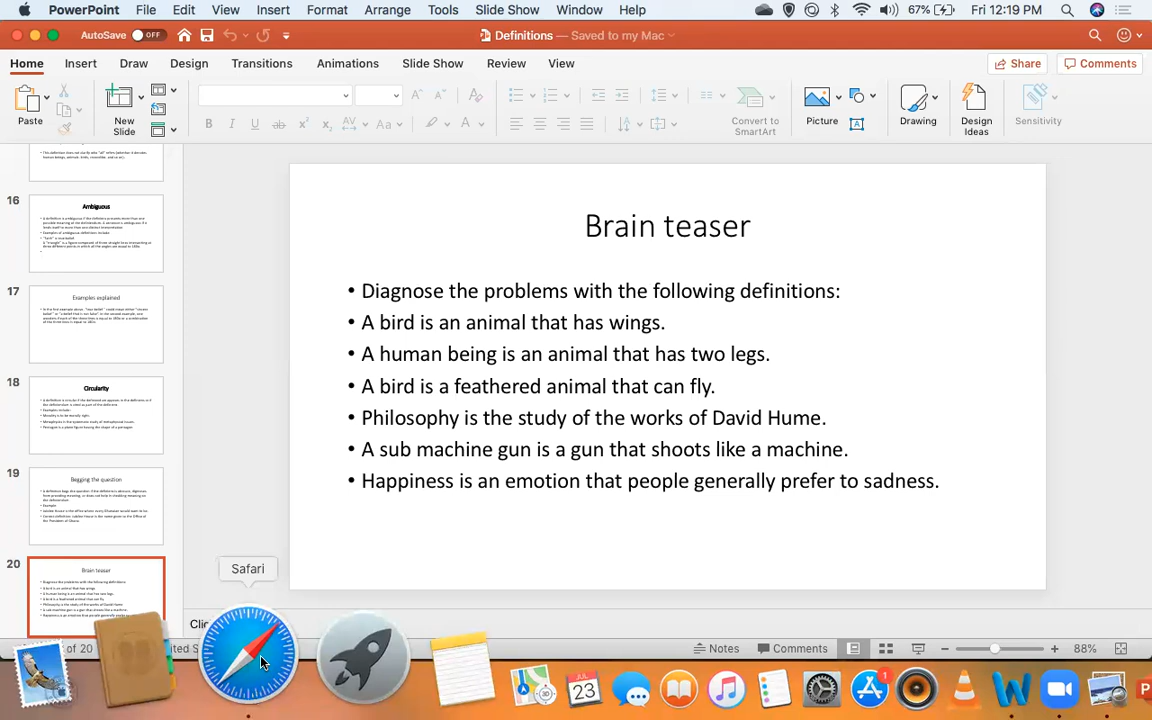 PowerPoint File Edit View Insert Format Arrange Tools Slide Show Window Help 67% Fri 12:19 PM
AutoSave OFF Definitions — Saved to my Mac
Home Insert Draw Design Transitions Animations Slide Show Review View Share Comments
Paste New Slide Convert to SmartArt Picture Drawing Design Ideas Sensitivity
16
Ambiguous
17
Examples explained
18
Circularity
19
Begging the question
20
Brain teaser
Brain teaser
• Diagnose the problems with the following definitions:
• A bird is an animal that has wings.
• A human being is an animal that has two legs.
• A bird is a feathered animal that can fly.
• Philosophy is the study of the works of David Hume.
• A sub machine gun is a gun that shoots like a machine.
• Happiness is an emotion that people generally prefer to sadness.
Safari
of 20
Notes Comments 88%
JUL
23
1